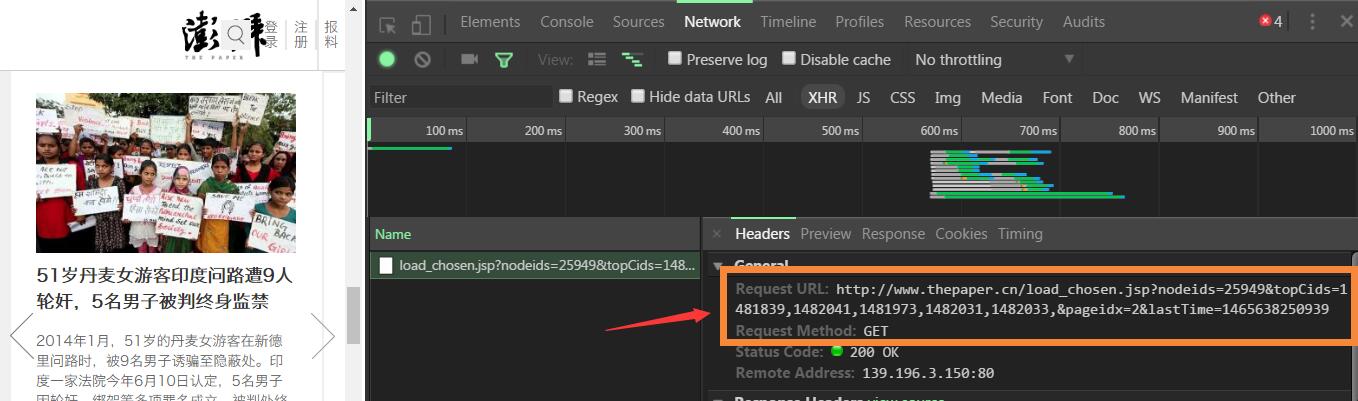 澎湃
THE PAPER
登录
注册
报料
51岁丹麦女游客印度问路遭9人
轮奸，5名男子被判终身监禁
2014年1月，51岁的丹麦女游客在新德
里问路时，被9名男子诱骗至隐蔽处。印
度一家法院今年6月10日认定，5名男子
Elements Console Sources Network Timeline Profiles Resources Security Audits 4
View: Preserve log Disable cache No throttling
Filter Regex Hide data URLs All XHR JS CSS Img Media Font Doc WS Manifest Other
100 ms 200 ms 300 ms 400 ms 500 ms 600 ms 700 ms 800 ms 900 ms 1000 ms
Name
load_chosen.jsp?nodeids=25949&topCids=148...
Headers Preview Response Cookies Timing
General
Request URL: http://www.thepaper.cn/load_chosen.jsp?nodeids=25949&topCids=1
481839,1482041,1481973,1482031,1482033,&pageidx=2&lastTime=1465638250939
Request Method: GET
Status Code: 200 OK
Remote Address: 139.196.3.150:80
Response Headers view source
BRING
BACK
OUR